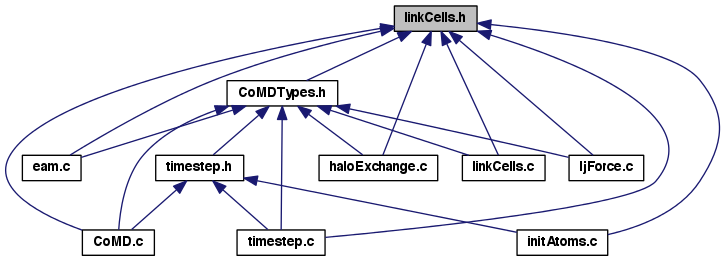 linkCells.h
CoMDTypes.h
eam.c
timestep.h
haloExchange.c
linkCells.c
ljForce.c
CoMD.c
timestep.c
initAtoms.c